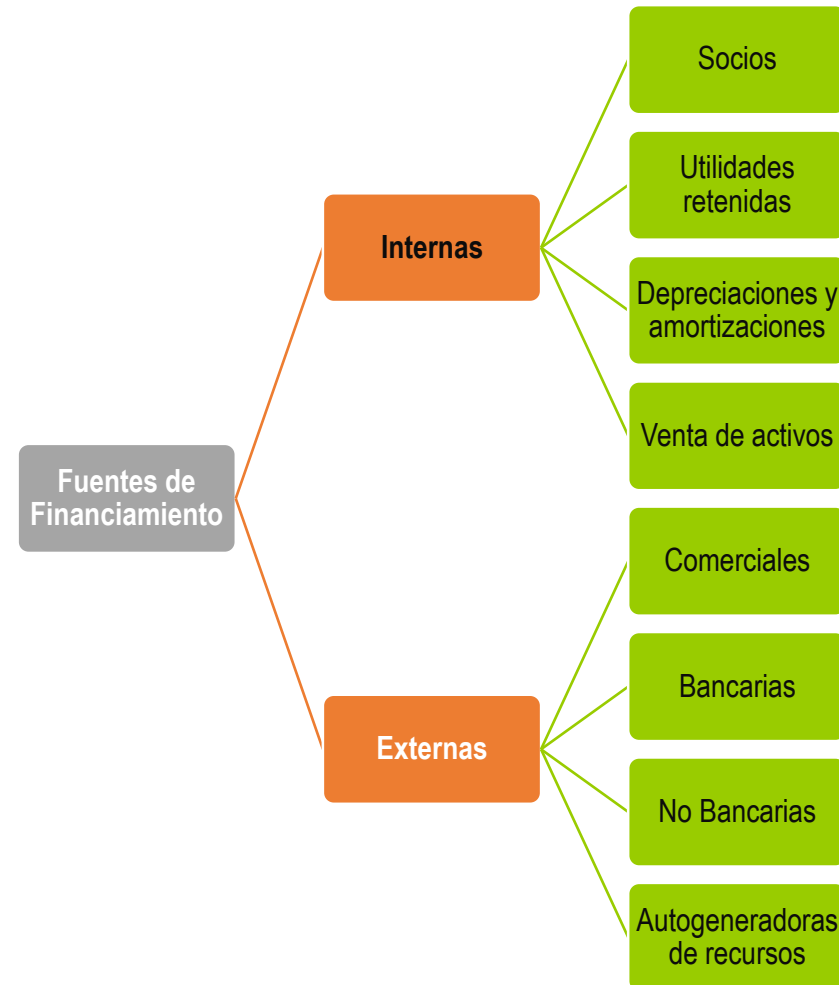 Fuentes de
Financiamiento
Internas
Socios
Utilidades
retenidas
Depreciaciones y
amortizaciones
Venta de activos
Externas
Comerciales
Bancarias
No Bancarias
Autogeneradoras
de recursos